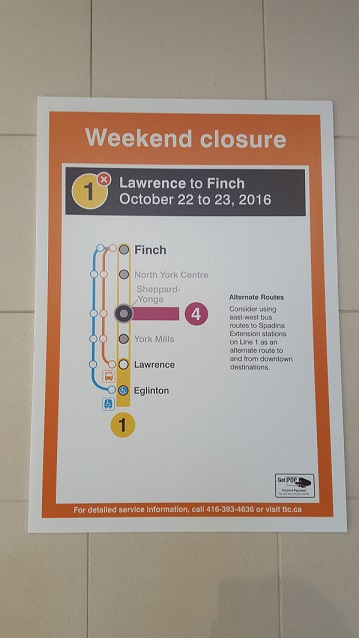 Weekend closure
1
Lawrence to Finch
October 22 to 23, 2016
Finch
North York Centre
Sheppard-
Yonge
4
York Mills
Lawrence
Eglinton
1
Alternate Routes
Consider using
east-west bus
routes to Spadina
Extension stations
on Line 1 as an
alternate route to
and from downtown
destinations.
Get POP
Proof of Payment
For detailed service information, call 416-393-4636 or visit ttc.ca